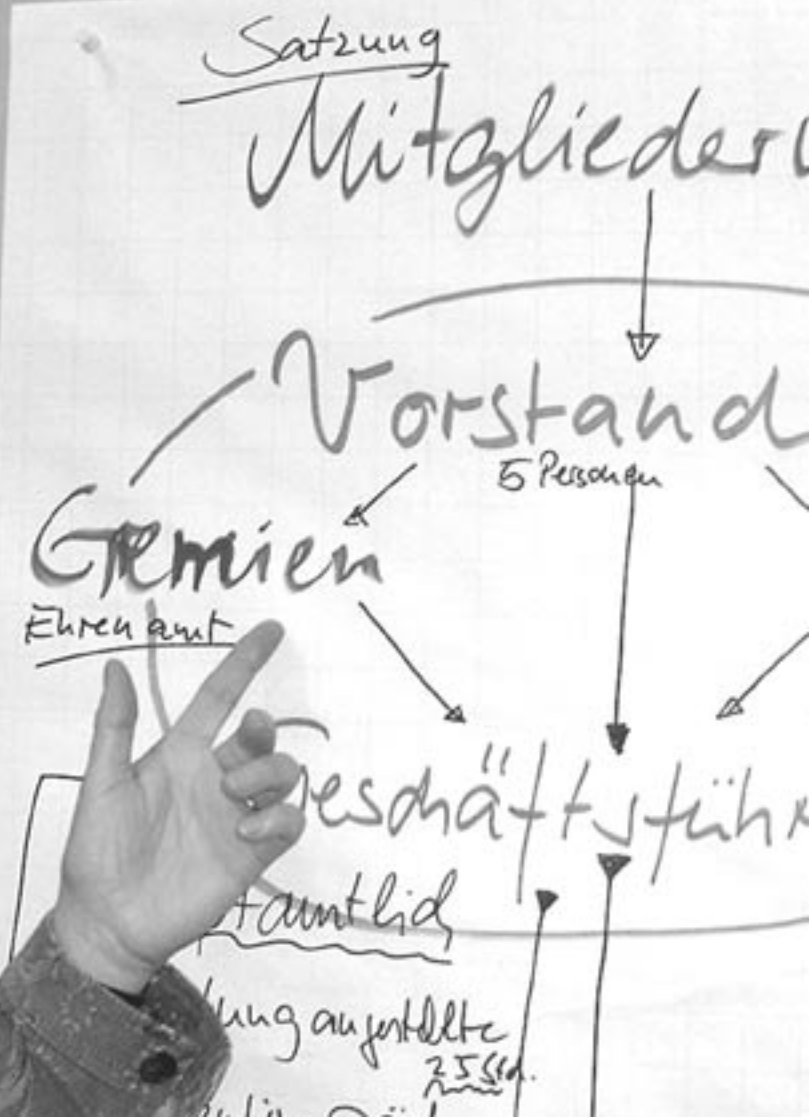 Satzung
Mitglieder
Vorstand
5 Personen
Gremien
Ehrenamt
eschäftsführ
tamtlich
ung angestellte
25 Std.